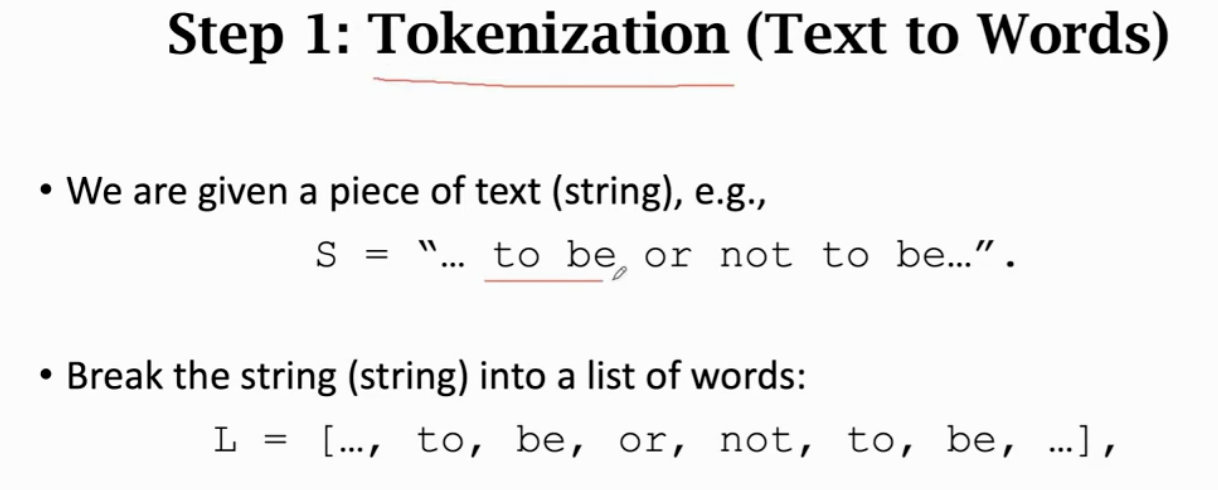 Step 1: Tokenization (Text to Words)
• We are given a piece of text (string), e.g.,
S = “… to be or not to be…”.
• Break the string (string) into a list of words:
L = […, to, be, or, not, to, be, …],